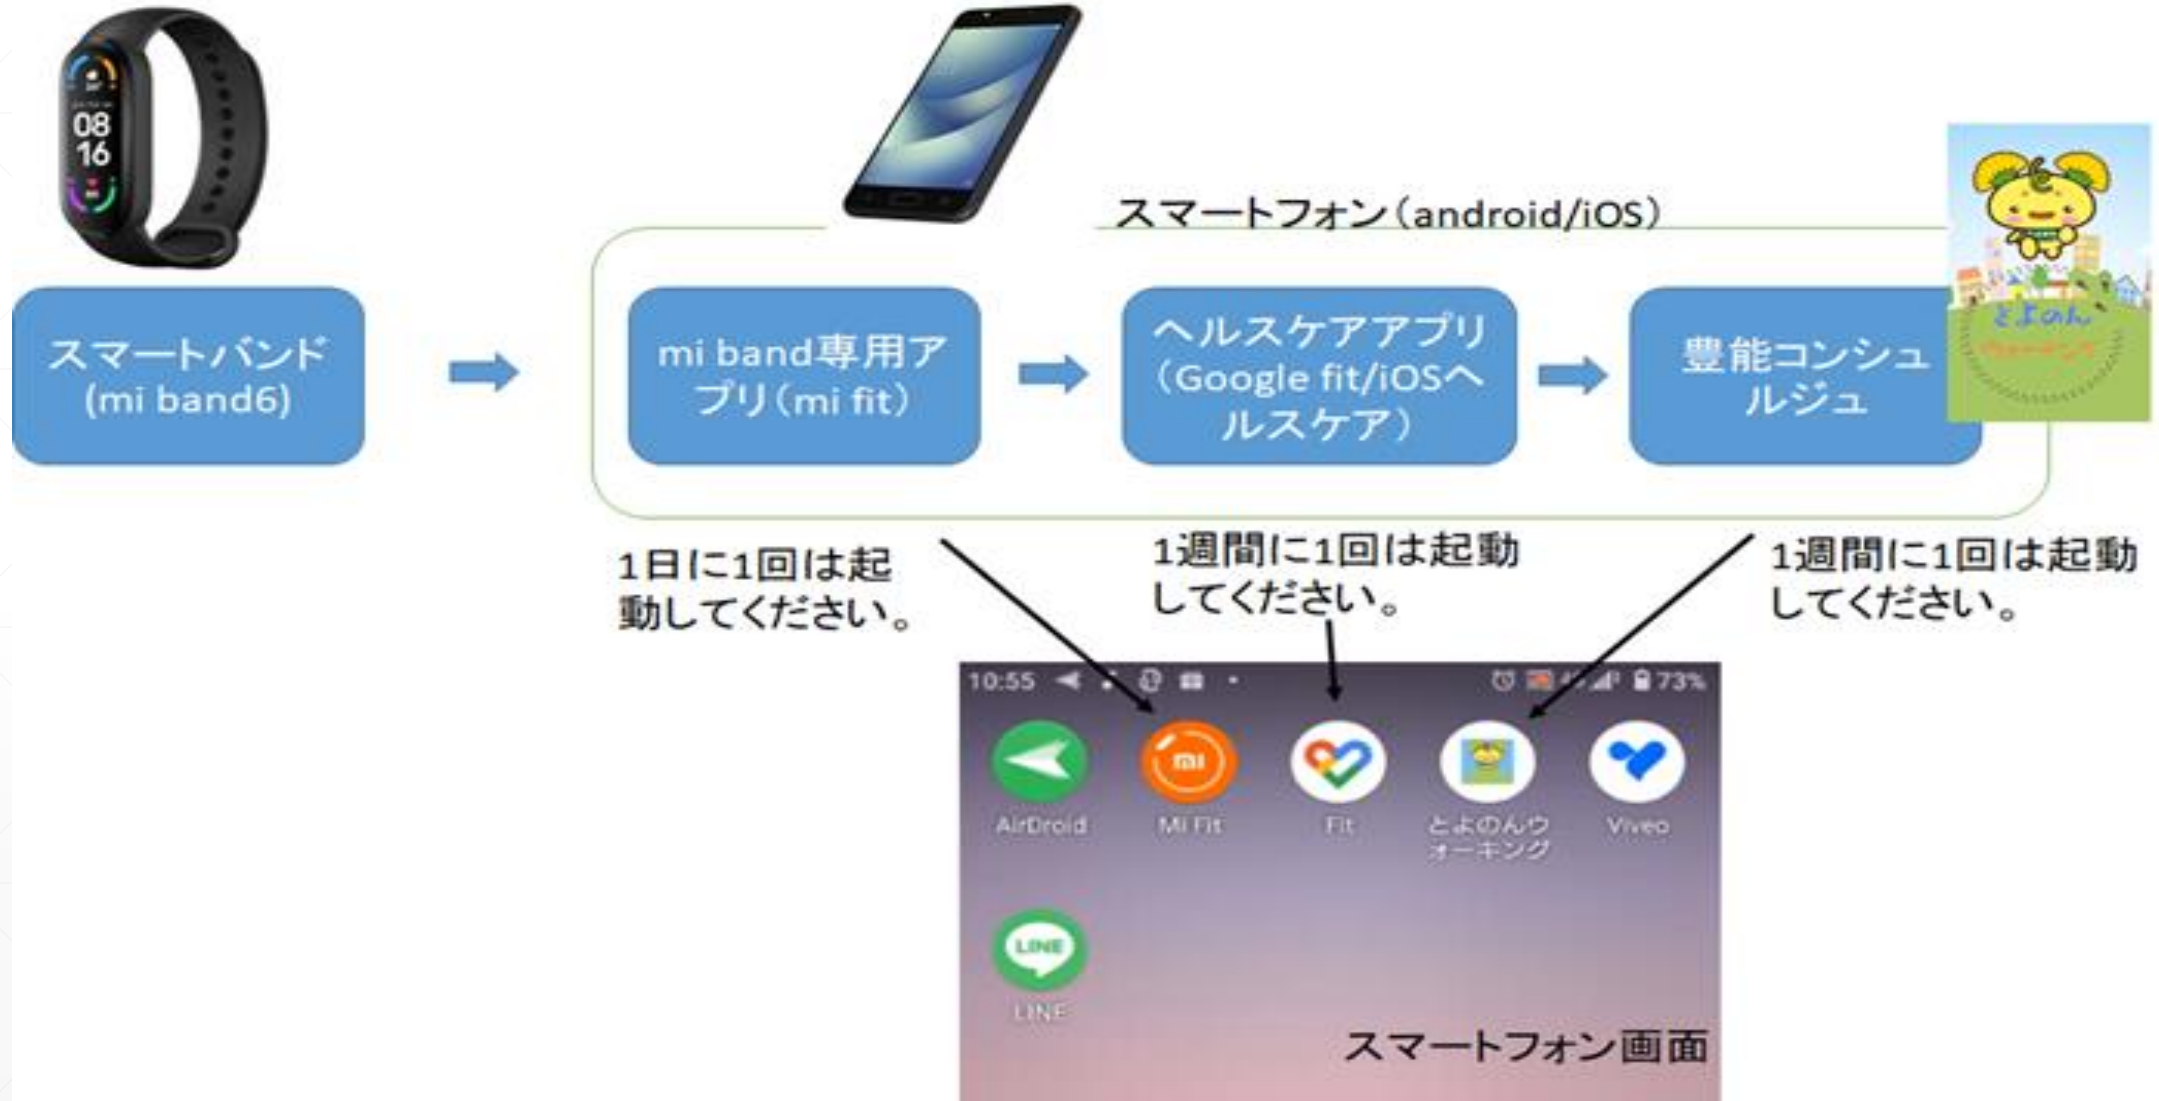 08
16
スマートフォン（android/iOS）
スマートバンド
(mi band6)
mi band専用ア
プリ（mi fit）
ヘルスケアアプリ
（Google fit/iOSヘ
ルスケア）
豊能コンシュ
ルジュ
とよのん
ウォーキング
1日に1回は起
動してください。
1週間に1回は起動
してください。
1週間に1回は起動
してください。
10:55
73%
mi
AirDroid
Mi Fit
Fit
とよのんウ
ォーキング
Viveo
LINE
LINE
スマートフォン画面